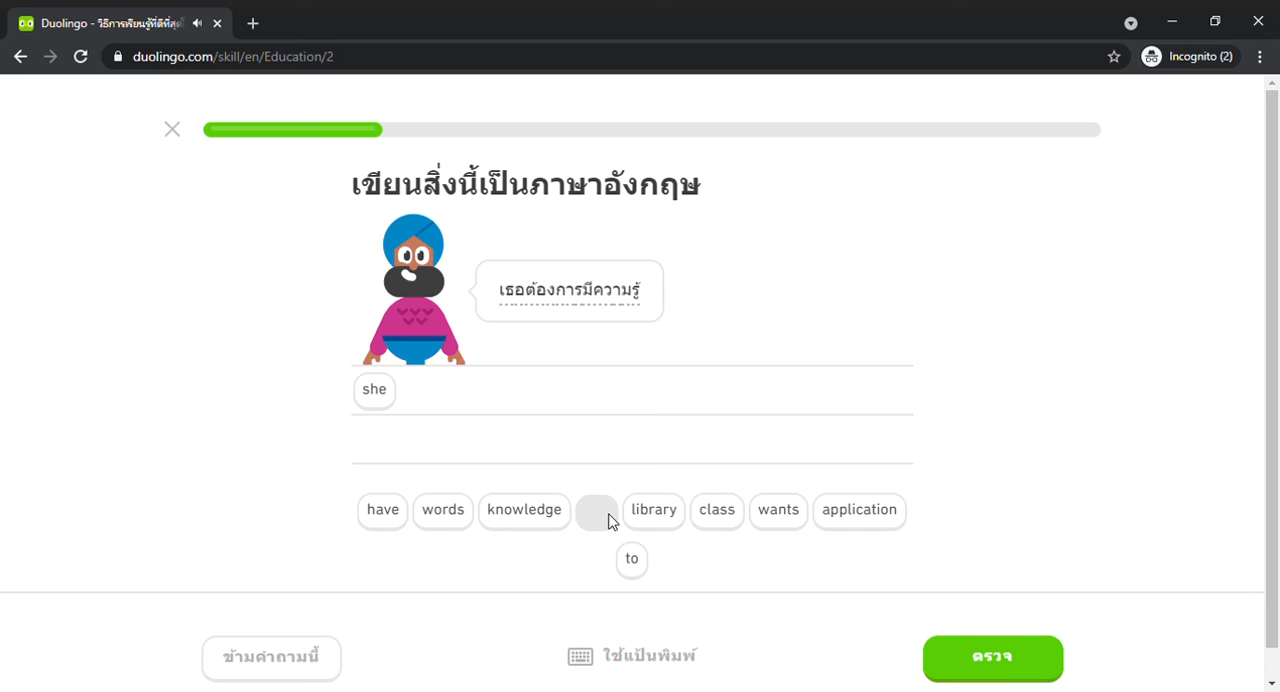 Duolingo - วิธีการเรียนรู้ที่ดีที่สุดใ
duolingo.com/skill/en/Education/2
Incognito (2)
เขียนสิ่งนี้เป็นภาษาอังกฤษ
เธอต้องการมีความรู้
she
have words knowledge library class wants application
to
ข้ามคำถามนี้ ใช้แป้นพิมพ์ ตรวจ